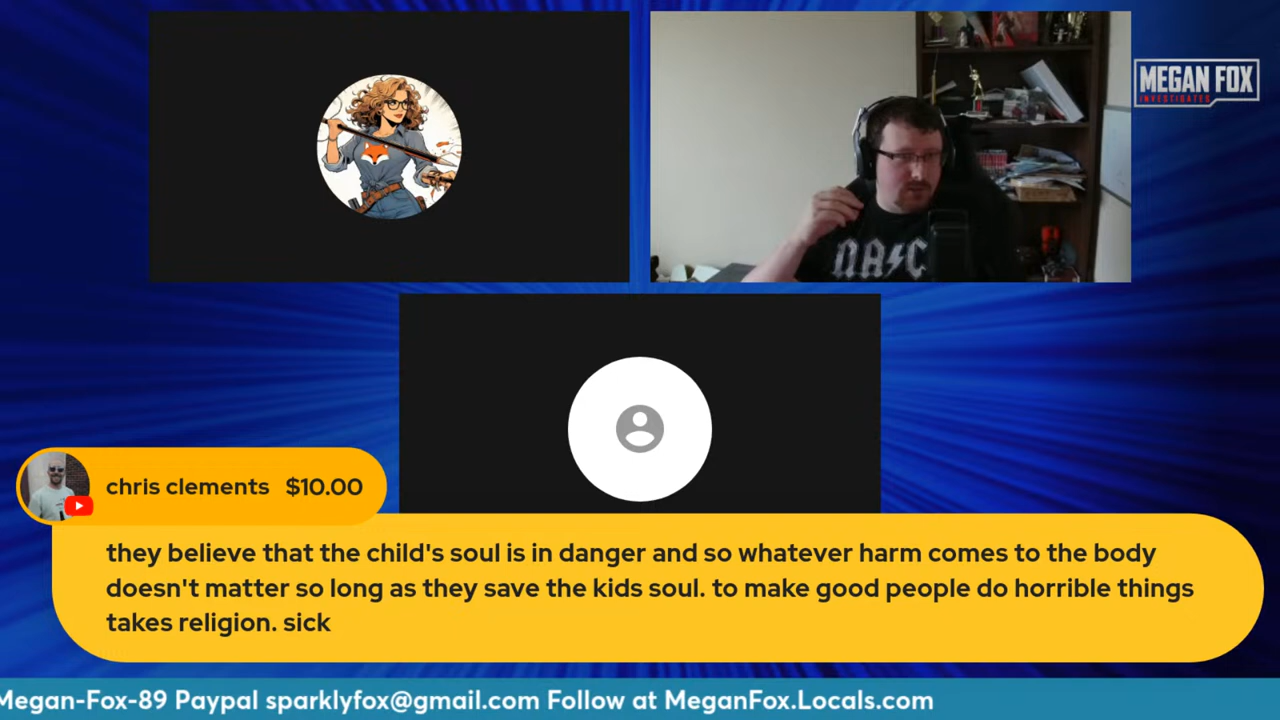 MEGAN FOX
INVESTIGATES
NA⚡C
chris clements $10.00
they believe that the child's soul is in danger and so whatever harm comes to the body
doesn't matter so long as they save the kids soul. to make good people do horrible things
takes religion. sick
Megan-Fox-89 Paypal sparklyfox@gmail.com Follow at MeganFox.Locals.com